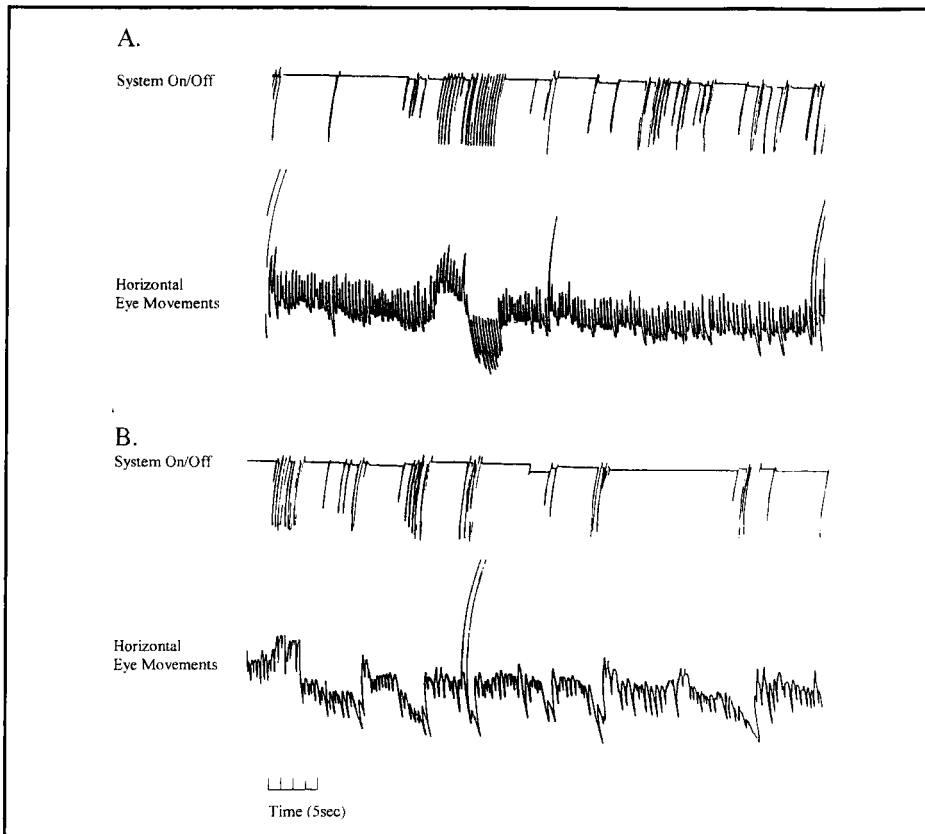 A.
System On/Off
Horizontal
Eye Movements
B.
System On/Off
Horizontal
Eye Movements
Time (5sec)